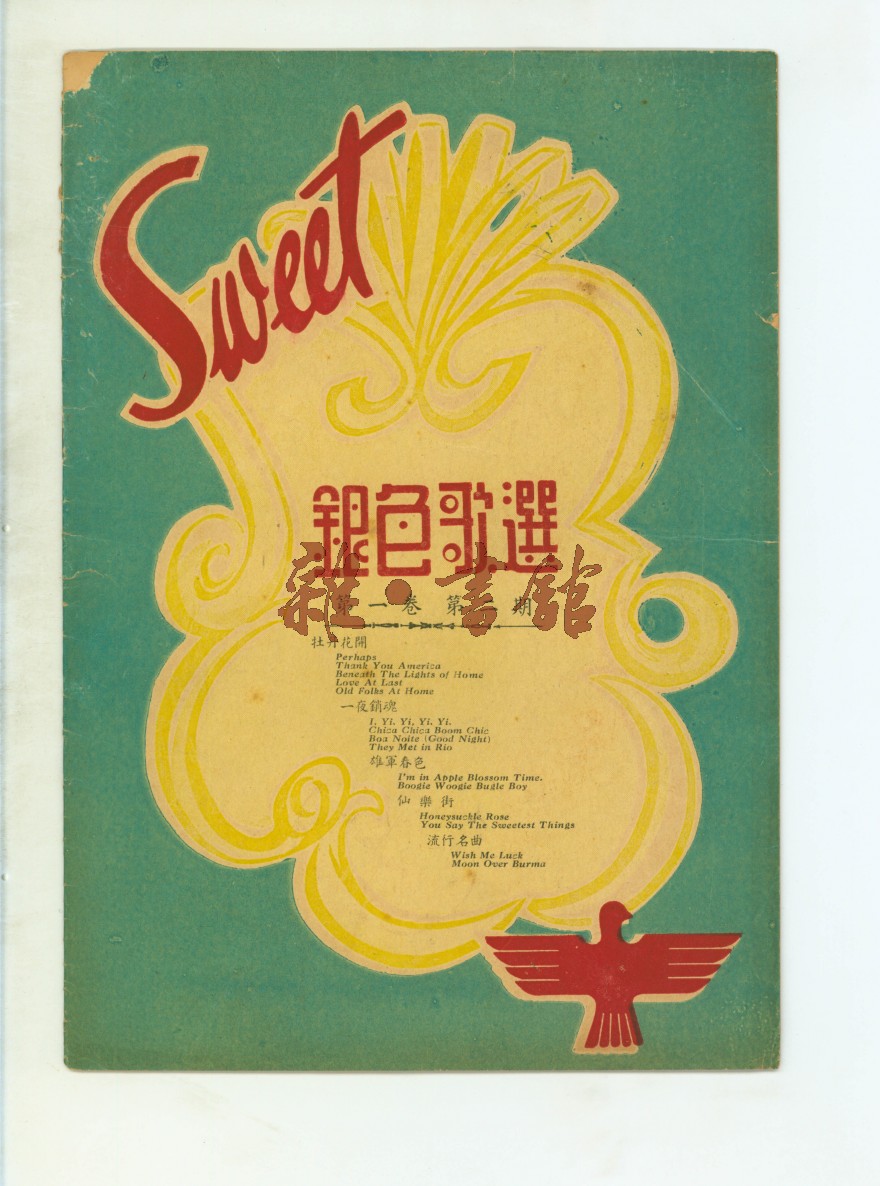 Sweet
銀色歌選
雜·書館
第一卷 第 期
牡丹花開
Perhaps
Thank You America
Beneath The Lights of Home
Love At Last
Old Folks At Home
一夜銷魂
I, Yi, Yi, Yi, Yi.
Chica Chica Boom Chic
Boa Noite (Good Night)
They Met in Rio
雄軍春色
I'm in Apple Blossom Time.
Boogie Woogie Bugle Boy
仙樂街
Honeysuckle Rose
You Say The Sweetest Things
流行名曲
Wish Me Luck
Moon Over Burma